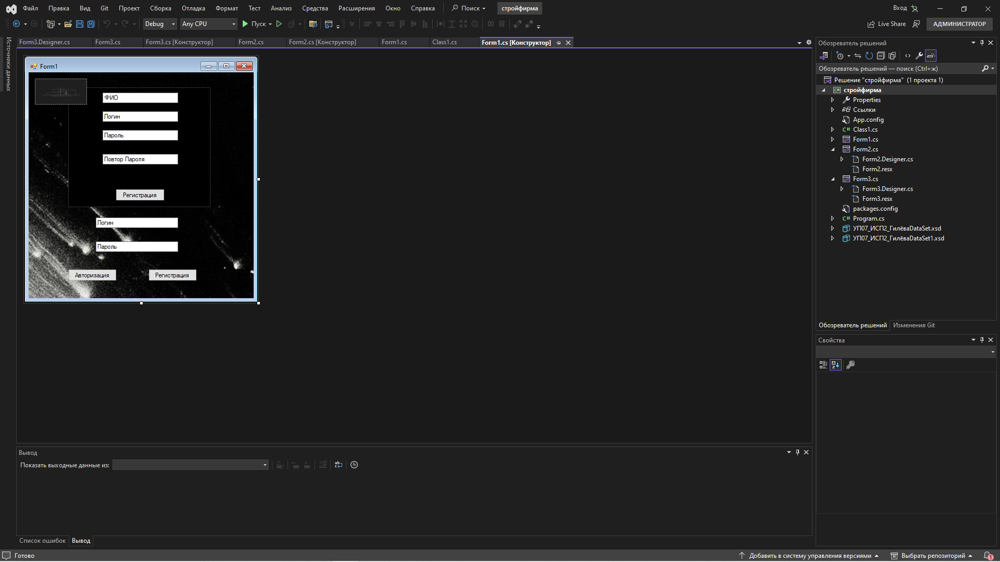 Файл Правка Вид Git Проект Сборка Отладка Формат Тест Анализ Средства Расширения Окно Справка Поиск стройфирма Вход
Debug Any CPU Пуск Live Share АДМИНИСТРАТОР
Источники данных
Form3.Designer.cs Form3.cs Form3.cs [Конструктор] Form2.cs Form2.cs [Конструктор] Form1.cs Class1.cs Form1.cs [Конструктор]
Form1
ФИО
Логин
Пароль
Повтор Пароля
Регистрация
Логин
Пароль
Авторизация Регистрация
Обозреватель решений
Обозреватель решений — поиск (Ctrl+ж)
Решение "стройфирма" (1 проекта 1)
стройфирма
Properties
Ссылки
App.config
Class1.cs
Form1.cs
Form2.cs
Form2.Designer.cs
Form2.resx
Form3.cs
Form3.Designer.cs
Form3.resx
packages.config
Program.cs
УП07_ИСП2_ГилёваDataSet.xsd
УП07_ИСП2_ГилёваDataSet1.xsd
Обозреватель решений Изменения Git
Свойства
Вывод
Показать выходные данные из:
Список ошибок Вывод
Готово Добавить в систему управления версиями Выбрать репозиторий 1